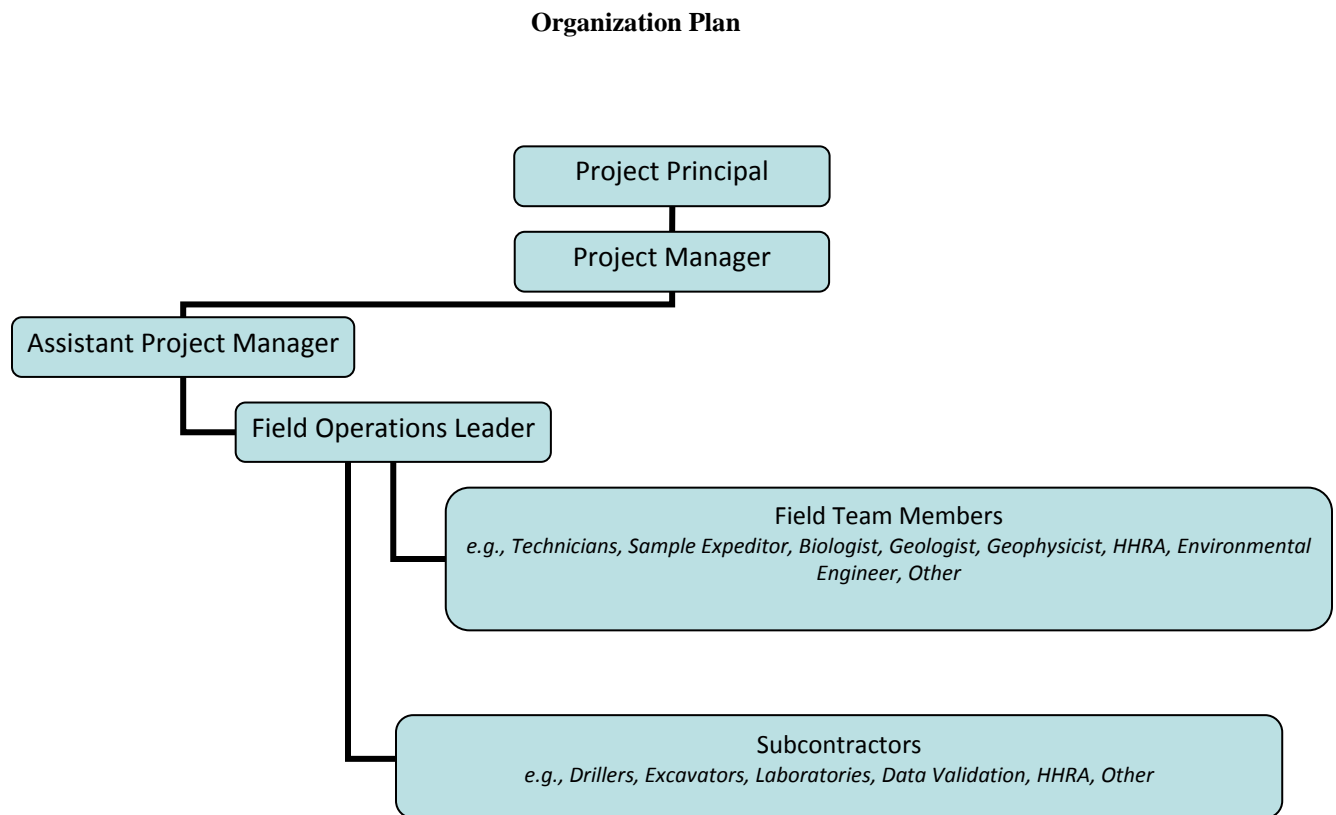 Organization Plan
Project Principal
Project Manager
Assistant Project Manager
Field Operations Leader
Field Team Members
e.g., Technicians, Sample Expeditor, Biologist, Geologist, Geophysicist, HHRA, Environmental
Engineer, Other
Subcontractors
e.g., Drillers, Excavators, Laboratories, Data Validation, HHRA, Other